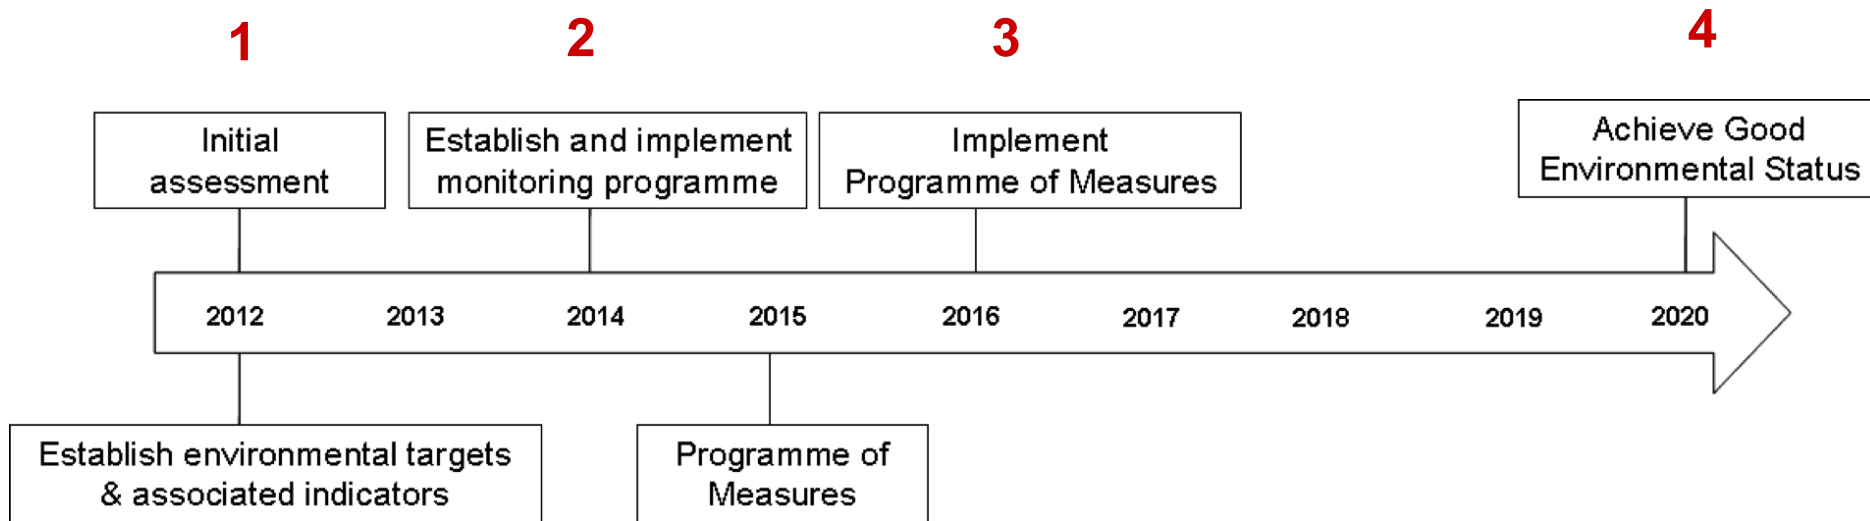 1 2 3 4
Initial
assessment
Establish and implement
monitoring programme
Implement
Programme of Measures
Achieve Good
Environmental Status
2012 2013 2014 2015 2016 2017 2018 2019 2020
Establish environmental targets
& associated indicators
Programme of
Measures